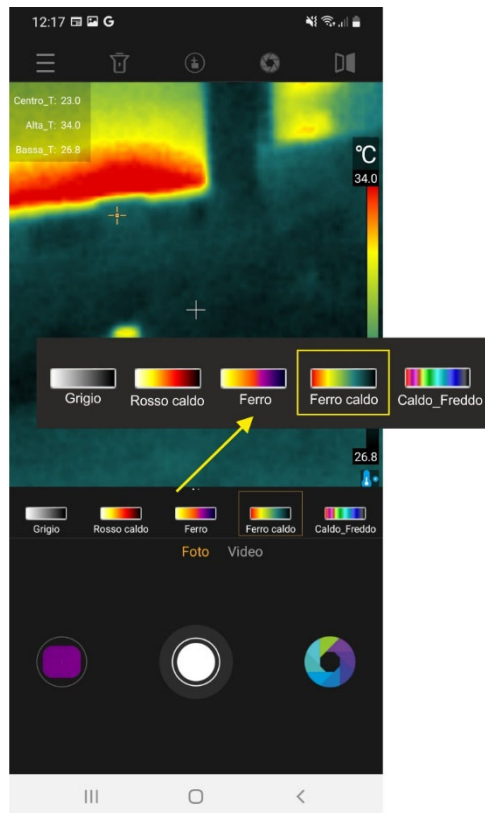 12:17 G
Centro_T: 23.0
Alta_T: 34.0
Bassa_T: 26.8
°C
34.0
Grigio Rosso caldo Ferro Ferro caldo Caldo_Freddo
26.8
Grigio Rosso caldo Ferro Ferro caldo Caldo_Freddo
Foto Video